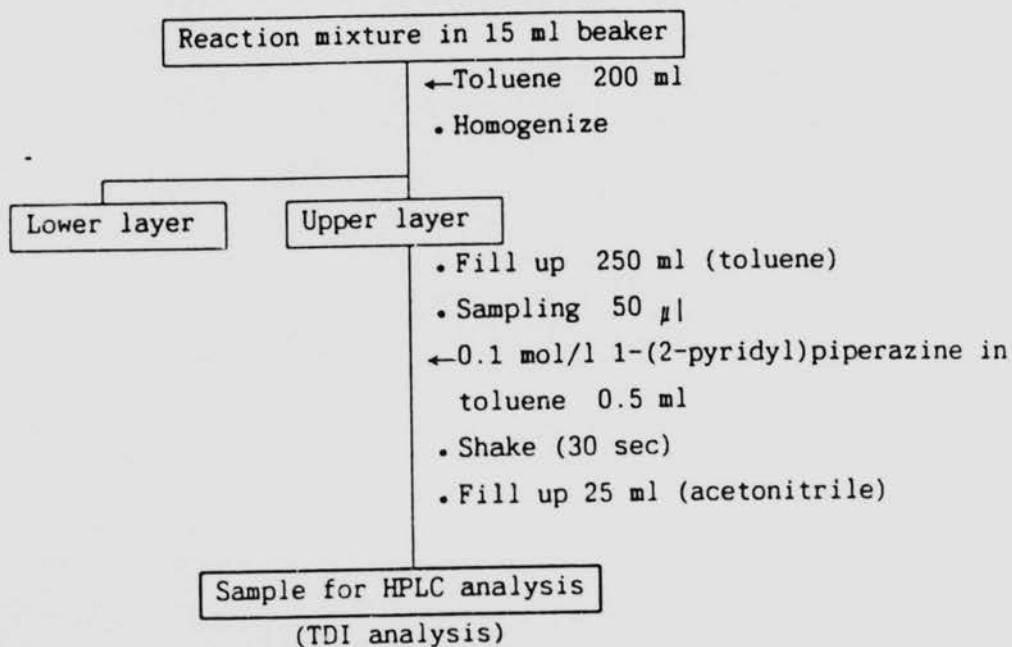 Reaction mixture in 15 ml beaker
←Toluene 200 ml
• Homogenize
Lower layer
Upper layer
• Fill up 250 ml (toluene)
• Sampling 50 μl
←0.1 mol/l 1-(2-pyridyl)piperazine in
toluene 0.5 ml
• Shake (30 sec)
• Fill up 25 ml (acetonitrile)
Sample for HPLC analysis
(TDI analysis)